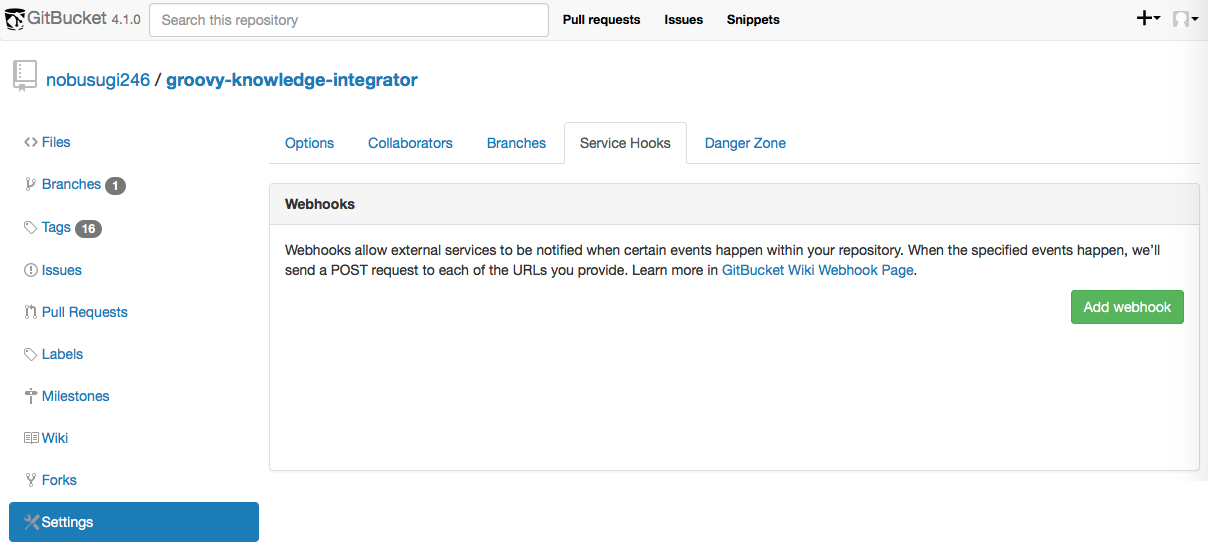 GitBucket 4.1.0 Search this repository Pull requests Issues Snippets
nobusugi246 / groovy-knowledge-integrator
Files
Branches 1
Tags 16
Issues
Pull Requests
Labels
Milestones
Wiki
Forks
Settings
Options Collaborators Branches Service Hooks Danger Zone
Webhooks
Webhooks allow external services to be notified when certain events happen within your repository. When the specified events happen, we’ll
send a POST request to each of the URLs you provide. Learn more in GitBucket Wiki Webhook Page.
Add webhook